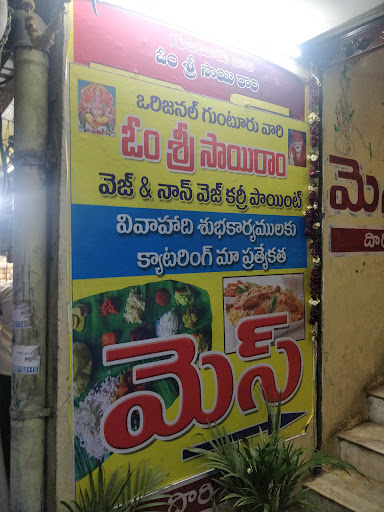 గుంటూరు వారి
ఓం శ్రీ సాయి రాం
ఒరిజనల్ గుంటూరు వారి
ఓం శ్రీ సాయిరాం
వెజ్ & నాన్ వెజ్ కర్రీ పాయింట్
వివాహాది శుభకార్యములకు
క్యాటరింగ్ మా ప్రత్యేకత
మెస్